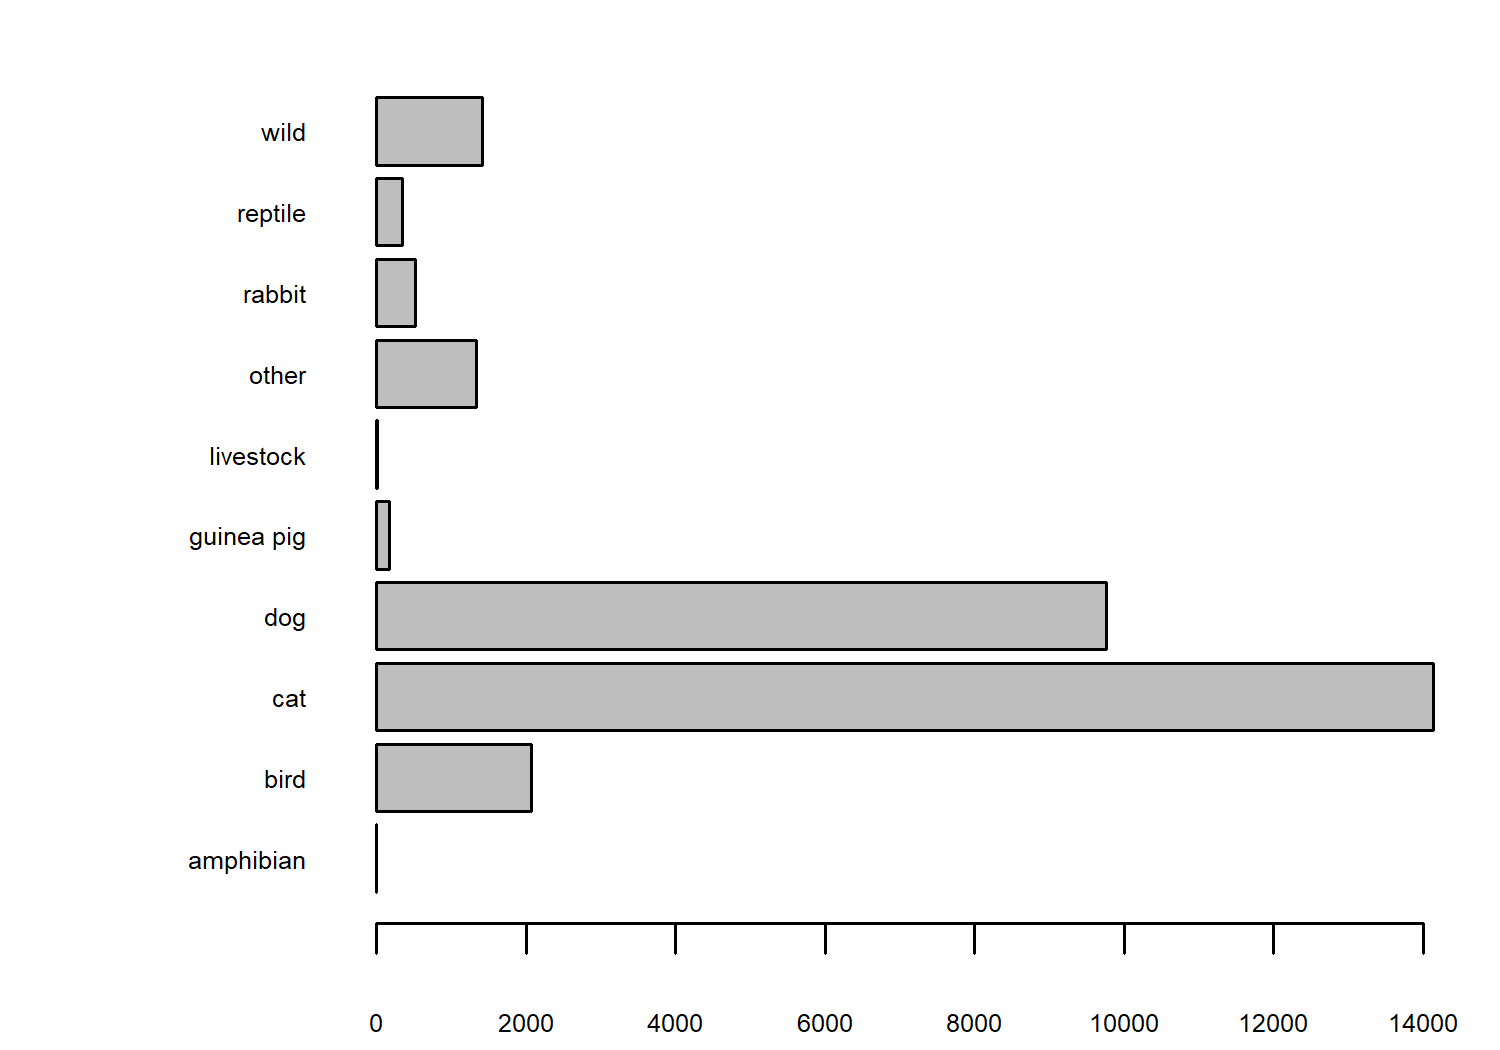 wild
reptile
rabbit
other
livestock
guinea pig
dog
cat
bird
amphibian
0 2000 4000 6000 8000 10000 12000 14000